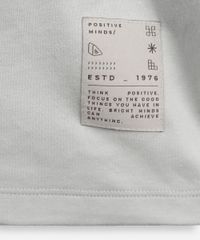 POSITIVE
MINDS/
ESTD _ 1976
THINK POSITIVE.
FOCUS ON THE GOOD
THINGS YOU HAVE IN
LIFE. BRIGHT MINDS
CAN ACHIEVE
ANYTHING.